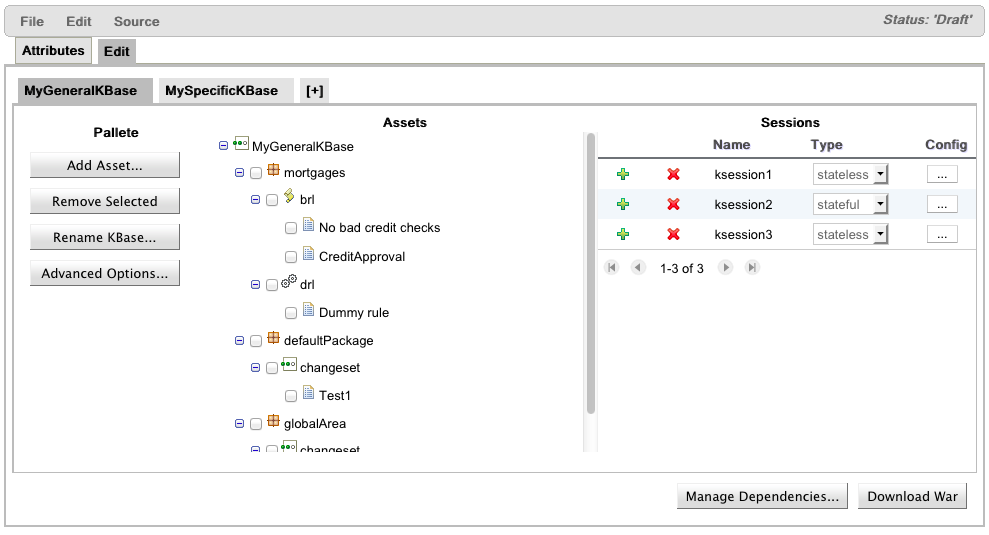 File Edit Source Status: 'Draft'
Attributes Edit
MyGeneralKBase MySpecificKBase [+]
Pallete
Add Asset...
Remove Selected
Rename KBase...
Advanced Options...
Assets
MyGeneralKBase
mortgages
brl
No bad credit checks
CreditApproval
drl
Dummy rule
defaultPackage
changeset
Test1
globalArea
changeset
Sessions
Name Type Config
ksession1 stateless ...
ksession2 stateful ...
ksession3 stateless ...
1-3 of 3
Manage Dependencies... Download War